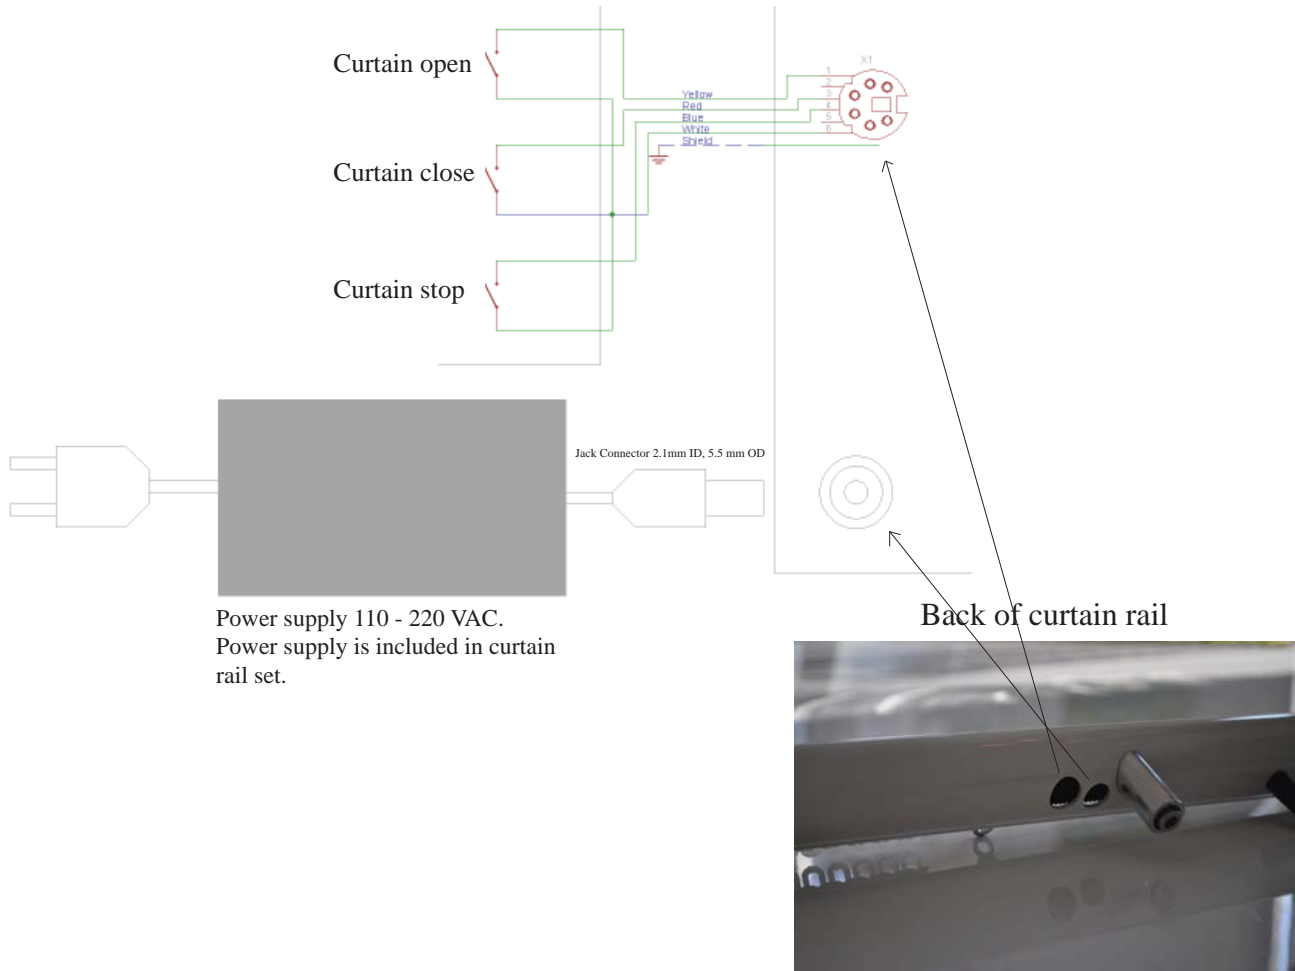 Curtain open
Curtain close
Curtain stop
X1
1
2
3
4
5
6
Yellow
Red
Blue
White
Shield
Jack Connector 2.1mm ID, 5.5 mm OD
Power supply 110 - 220 VAC.
Power supply is included in curtain
rail set.
Back of curtain rail